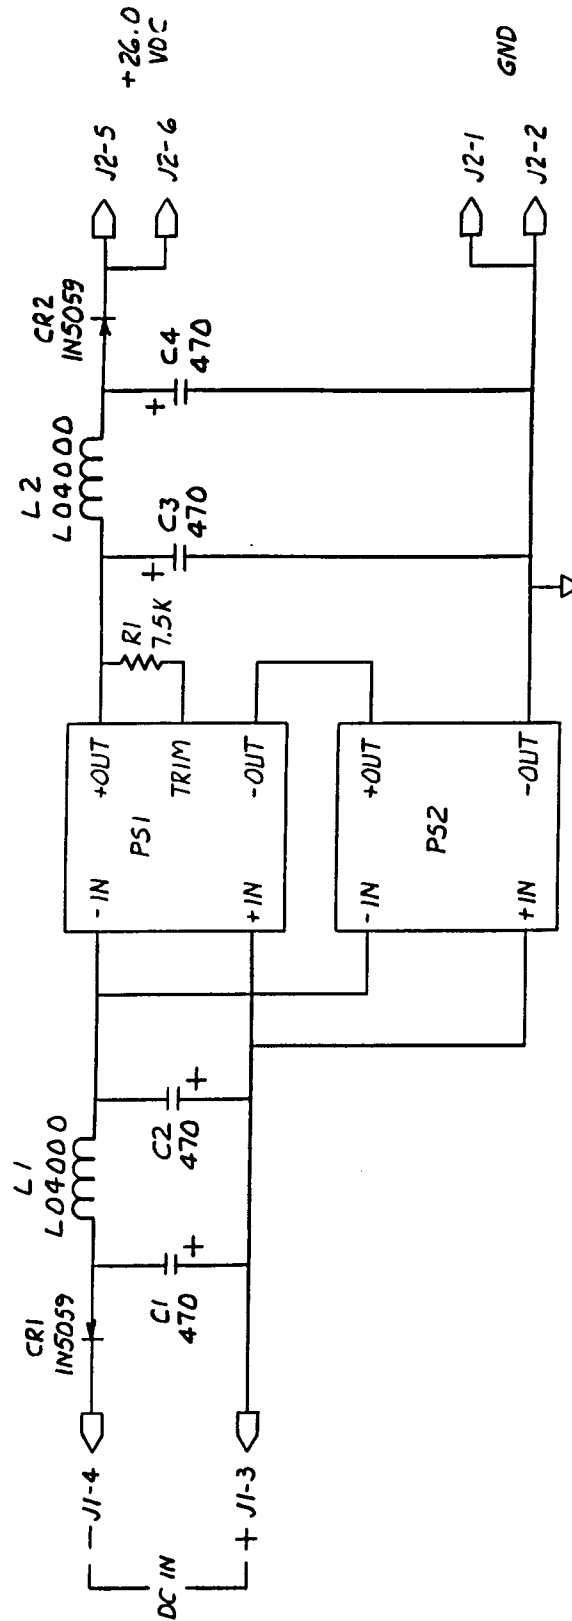 DC IN
-
J1-4
+
J1-3
CR1
1N5059
C1
470
+
L1
LO4000
C2
470
+
PS1
-IN
+IN
+OUT
TRIM
-OUT
PS2
-IN
+IN
+OUT
-OUT
R1
7.5K
C3
470
+
L2
LO4000
C4
470
+
CR2
1N5059
J2-5
J2-6
+26.0
VDC
J2-1
J2-2
GND